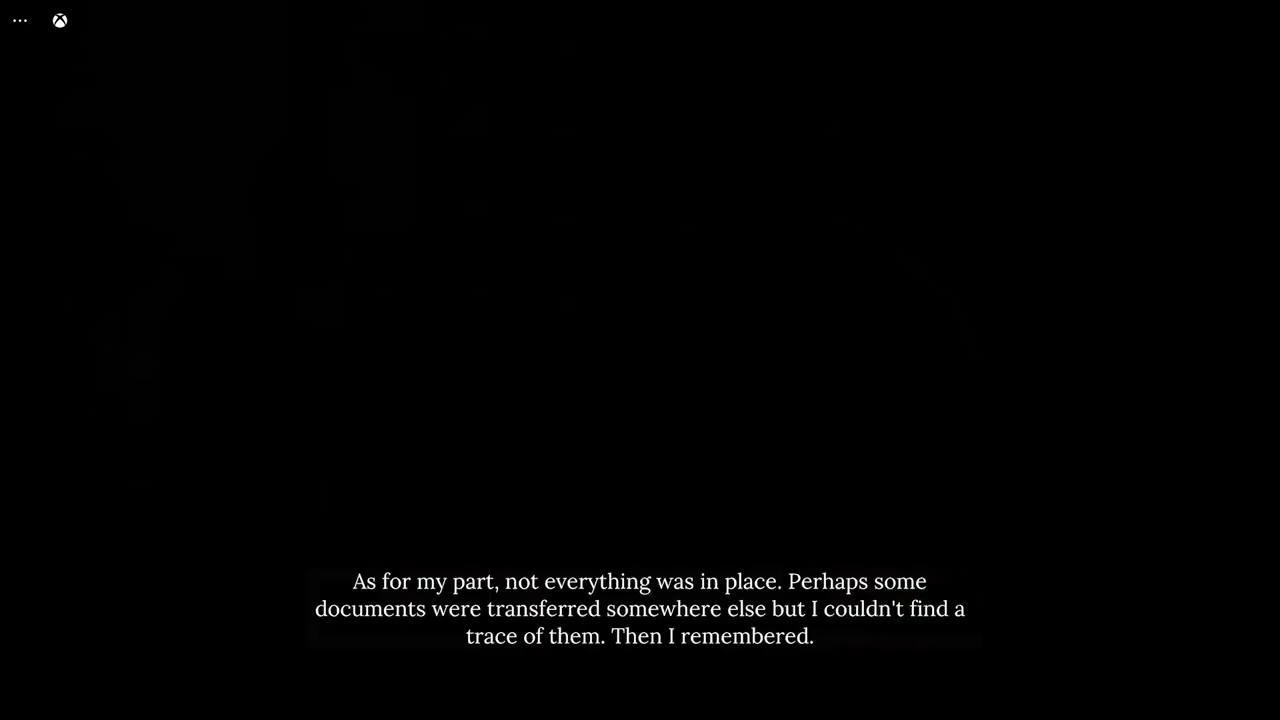 As for my part, not everything was in place. Perhaps some
documents were transferred somewhere else but I couldn't find a
trace of them. Then I remembered.